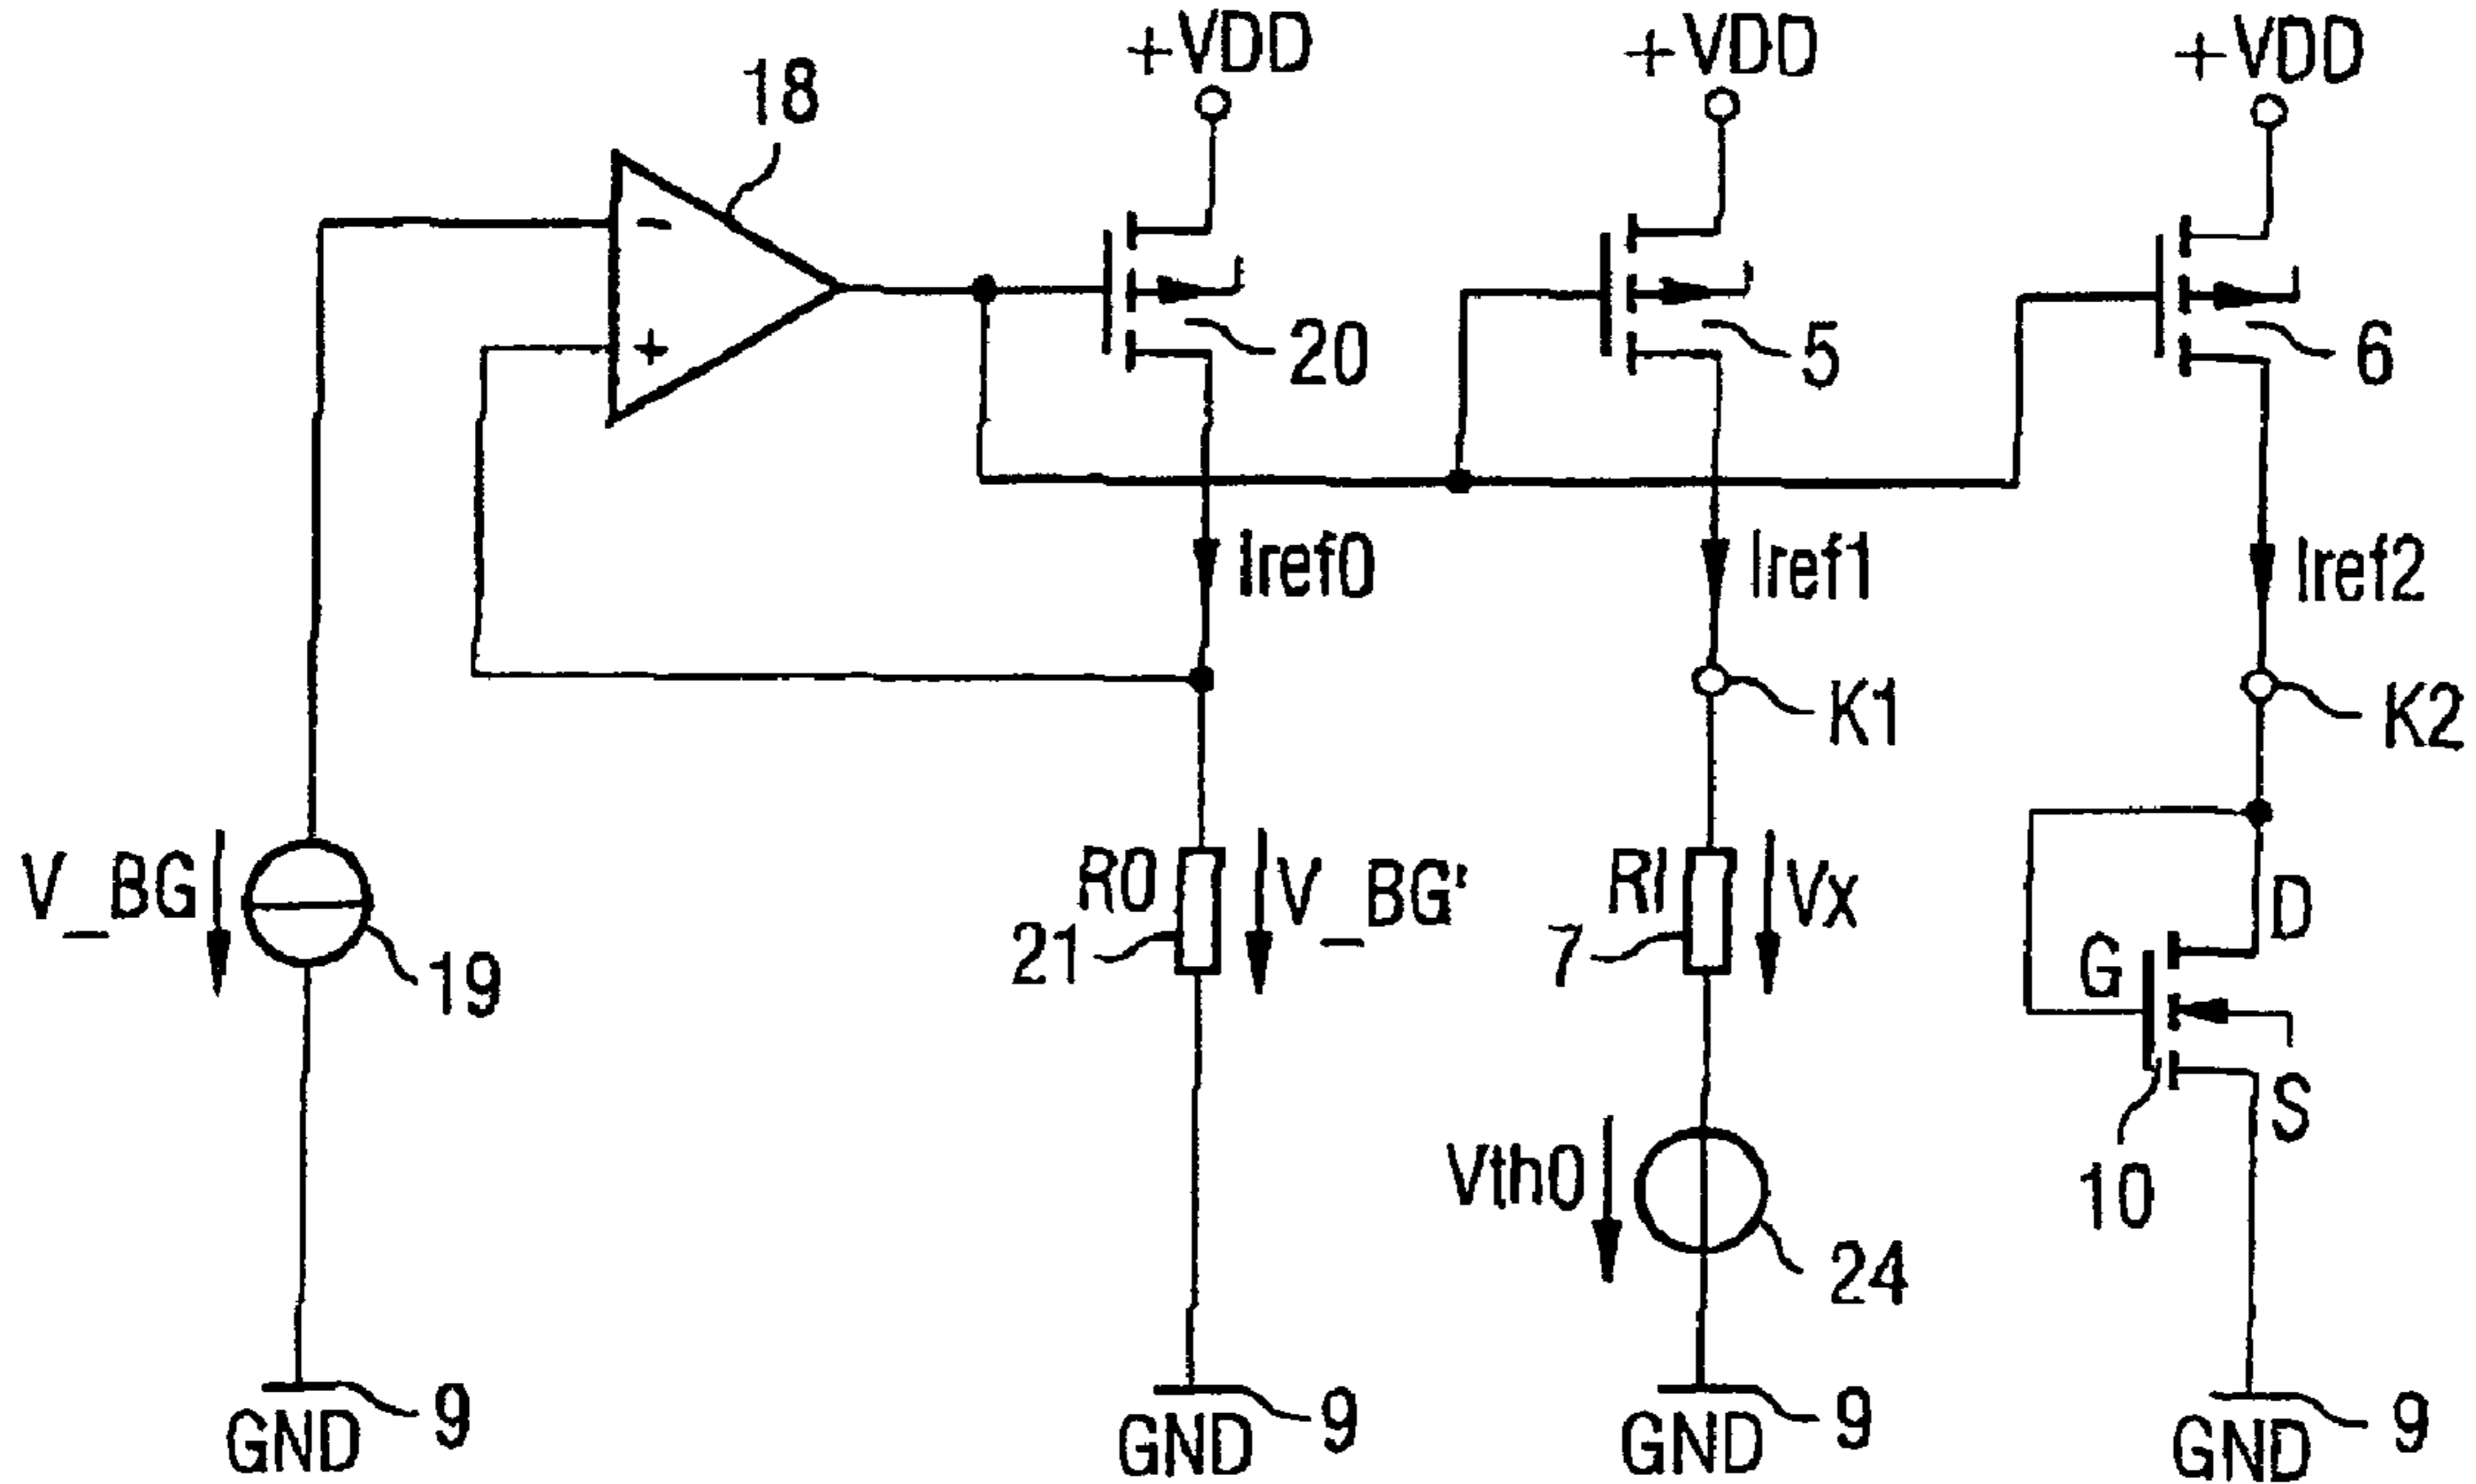 +VDD
+VDD
+VDD
18
-
+
20
5
6
Iref0
Iref1
Iref2
K1
K2
V_BG
19
R0
21
V_BG'
RI
7
Vx
D
G
S
10
Vth0
24
GND
9
GND
9
GND
9
GND
9